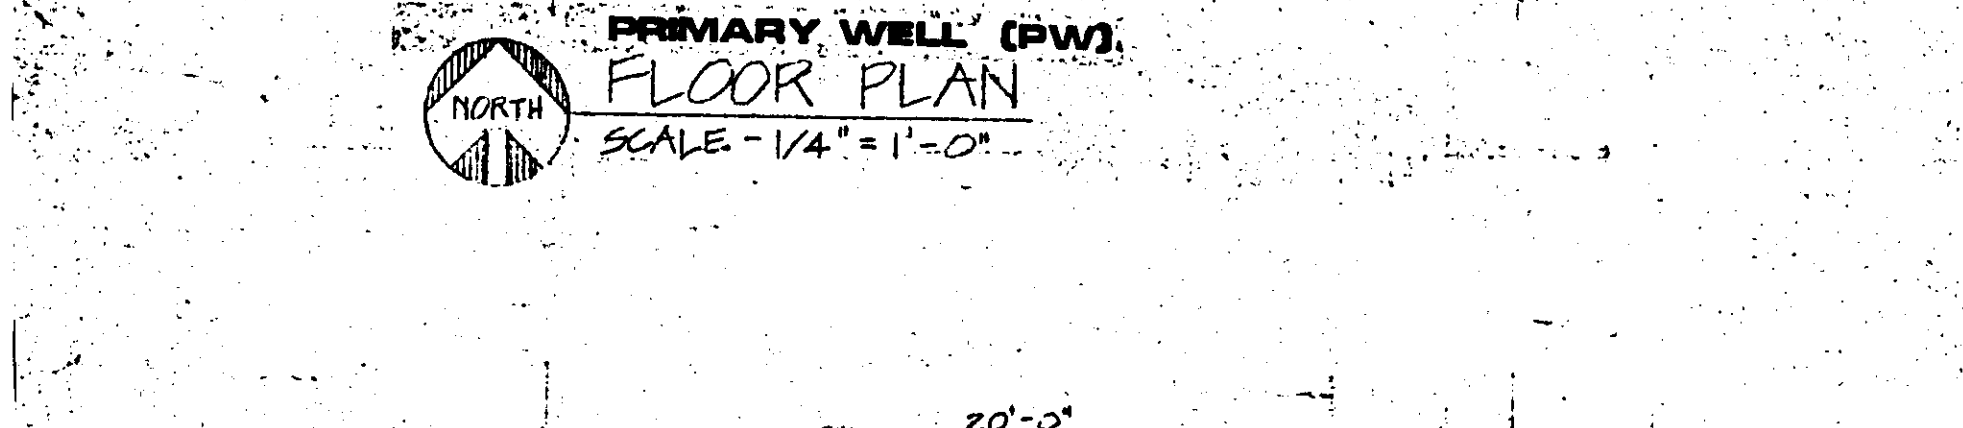 PRIMARY WELL (PW)
FLOOR PLAN
NORTH
SCALE - 1/4" = 1'-0"
20'-0"